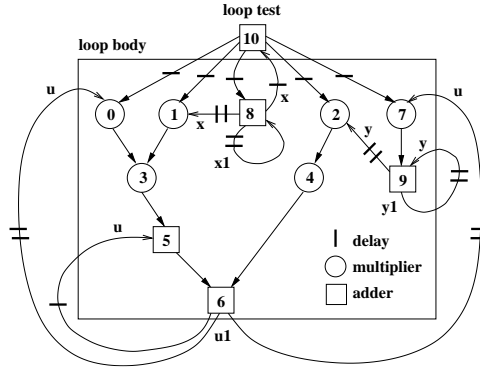 loop test
10
loop body
u
u
0
1
x
8
x
2
7
x1
y
y
3
4
9
y1
u
5
delay
multiplier
adder
6
u1